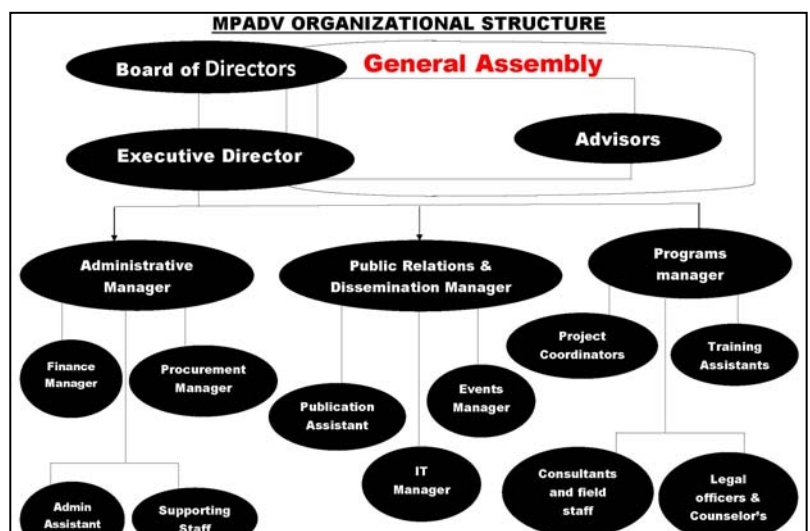 MPADV ORGANIZATIONAL STRUCTURE
General Assembly
Board of Directors
Advisors
Executive Director
Administrative
Manager
Public Relations &
Dissemination Manager
Programs
manager
Finance
Manager
Procurement
Manager
Publication
Assistant
Events
Manager
Project
Coordinators
Training
Assistants
IT
Manager
Admin
Assistant
Supporting
Staff
Consultants
and field
staff
Legal
officers &
Counselor's